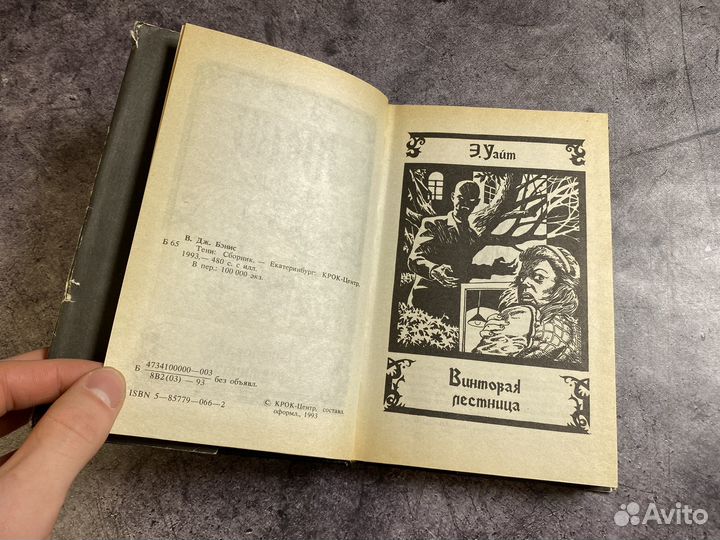 В. Дж. Бэнис
Б 65 Тени: Сборник. — Екатеринбург: КРОК-Центр,
1993.— 480 с. с илл.
В пер.: 100 000 экз.
Б 4734100000—003
8В2(03) — 93 без объявл.
ISBN 5—85779—066—2
© КРОК-Центр, составл.
оформл., 1993
Э. Уайт
Винтовая
лестница
Avito